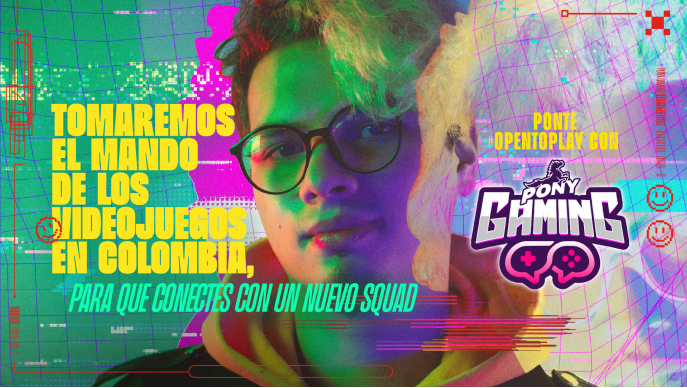 TOMAREMOS
EL MANDO
DE LOS
VIDEOJUEGOS
EN COLOMBIA,
PARA QUE CONECTES CON UN NUEVO SQUAD
PONTE
OPENTOPLAY CON
PONY
GAMING